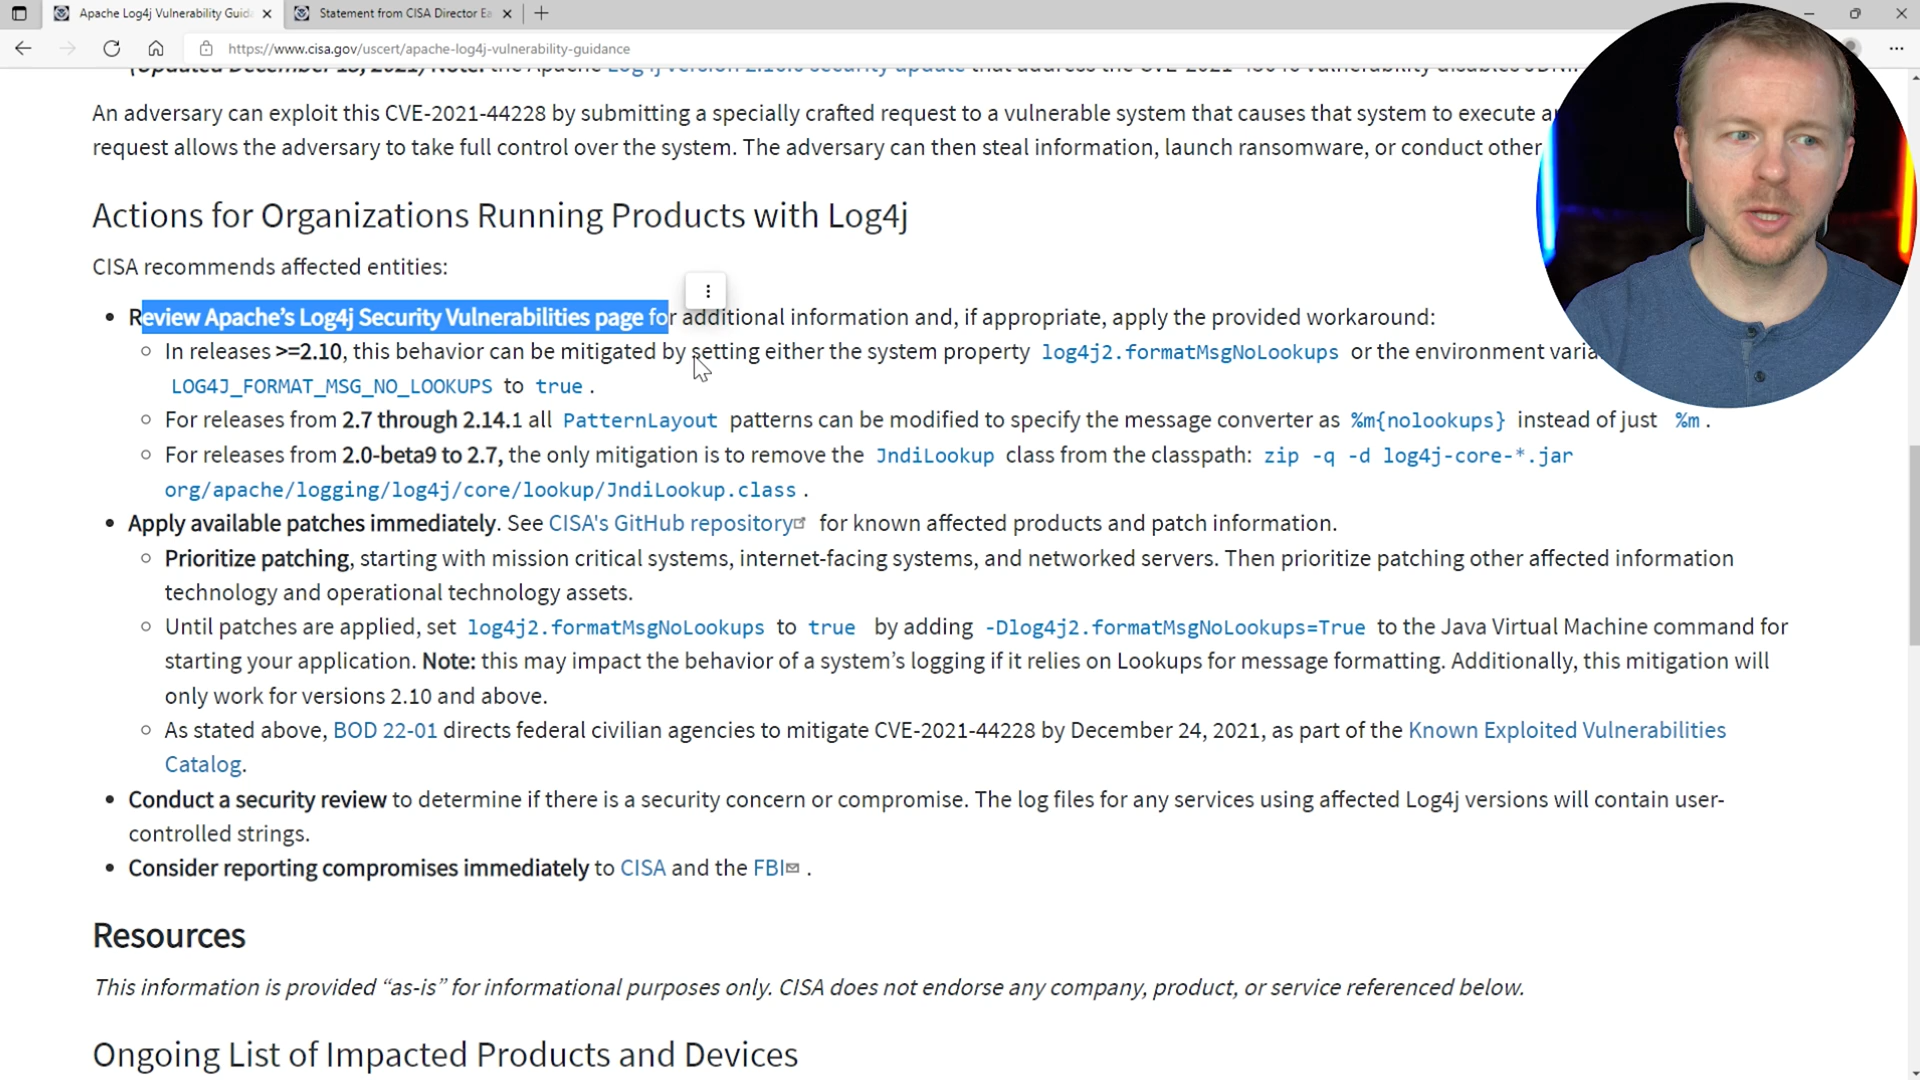 Apache Log4j Vulnerability Guid
Statement from CISA Director Ea
https://www.cisa.gov/uscert/apache-log4j-vulnerability-guidance
An adversary can exploit this CVE-2021-44228 by submitting a specially crafted request to a vulnerable system that causes that system to execute
request allows the adversary to take full control over the system. The adversary can then steal information, launch ransomware, or conduct other
Actions for Organizations Running Products with Log4j
CISA recommends affected entities:
Review Apache's Log4j Security Vulnerabilities page for additional information and, if appropriate, apply the provided workaround:
In releases >=2.10, this behavior can be mitigated by setting either the system property log4j2.formatMsgNoLookups or the environment
LOG4J_FORMAT_MSG_NO_LOOKUPS to true .
For releases from 2.7 through 2.14.1 all PatternLayout patterns can be modified to specify the message converter as %m{nolookups} instead of just %m .
For releases from 2.0-beta9 to 2.7, the only mitigation is to remove the JndiLookup class from the classpath: zip -q -d log4j-core-*.jar
org/apache/logging/log4j/core/lookup/JndiLookup.class .
Apply available patches immediately. See CISA's GitHub repository for known affected products and patch information.
Prioritize patching, starting with mission critical systems, internet-facing systems, and networked servers. Then prioritize patching other affected information
technology and operational technology assets.
Until patches are applied, set log4j2.formatMsgNoLookups to true by adding -Dlog4j2.formatMsgNoLookups=True to the Java Virtual Machine command for
starting your application. Note: this may impact the behavior of a system's logging if it relies on Lookups for message formatting. Additionally, this mitigation will
only work for versions 2.10 and above.
As stated above, BOD 22-01 directs federal civilian agencies to mitigate CVE-2021-44228 by December 24, 2021, as part of the Known Exploited Vulnerabilities
Catalog.
Conduct a security review to determine if there is a security concern or compromise. The log files for any services using affected Log4j versions will contain user-
controlled strings.
Consider reporting compromises immediately to CISA and the FBI .
Resources
This information is provided “as-is” for informational purposes only. CISA does not endorse any company, product, or service referenced below.
Ongoing List of Impacted Products and Devices